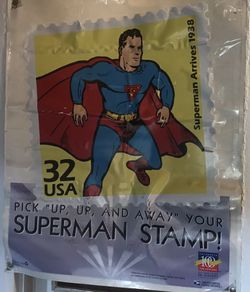 Superman Arrives 1938
32
USA
PICK "UP, UP, AND AWAY" YOUR
SUPERMAN STAMP!